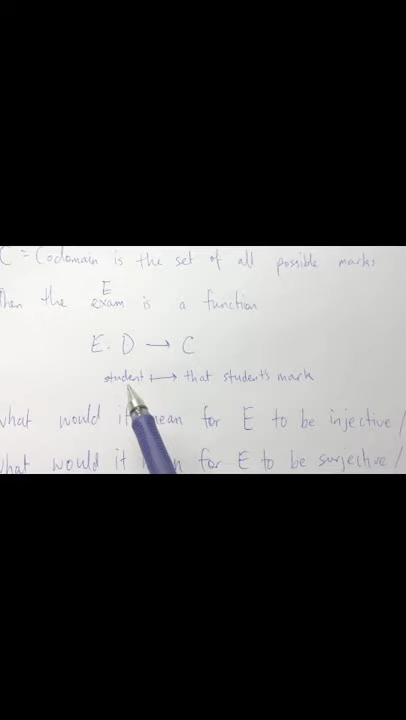 C = Codomain is the set of all possible marks
Then the exam E is a function
E: D → C
student ↦ that student's mark
what would it mean for E to be injective /
what would it for E to be surjective /